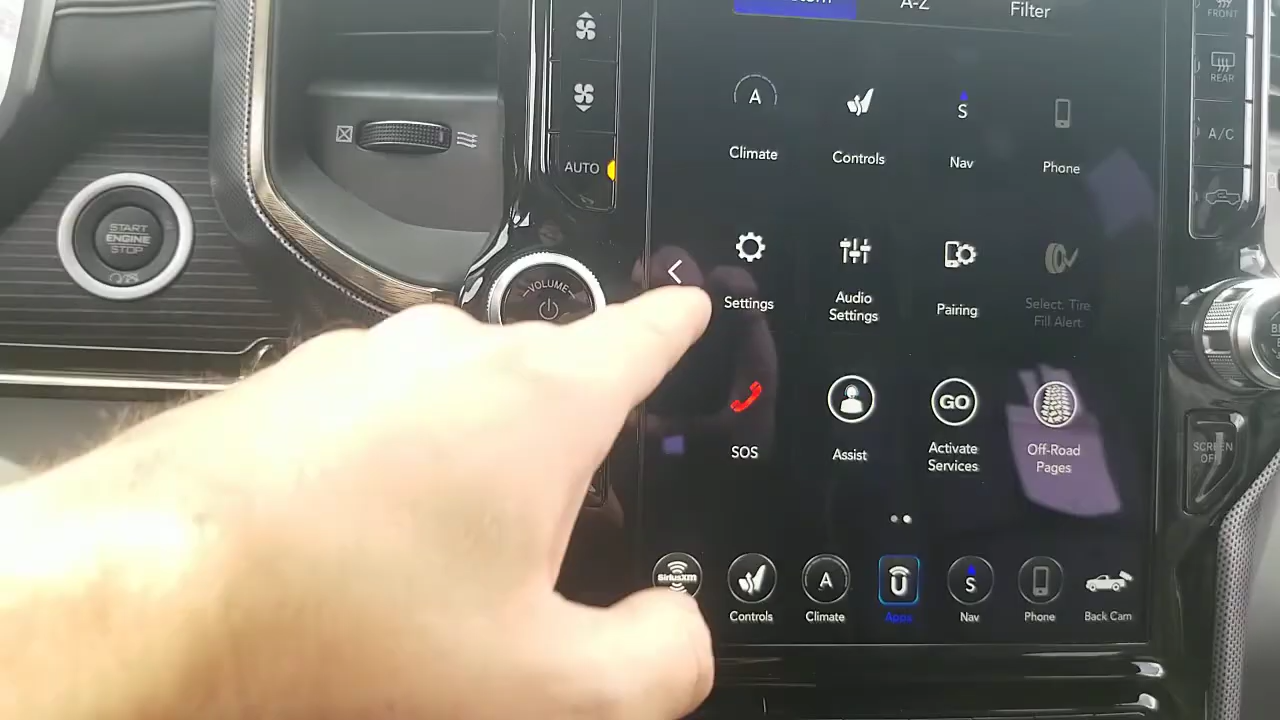 A-Z
Filter
FRONT
REAR
A/C
AUTO
START
ENGINE
STOP
VOLUME
A
Climate
Controls
S
Nav
Phone
Settings
Audio
Settings
Pairing
Select. Tire
Fill Alert
SOS
Assist
GO
Activate
Services
Off-Road
Pages
SCREEN
OFF
SiriusXM
Controls
A
Climate
U
Apps
S
Nav
Phone
Back Cam